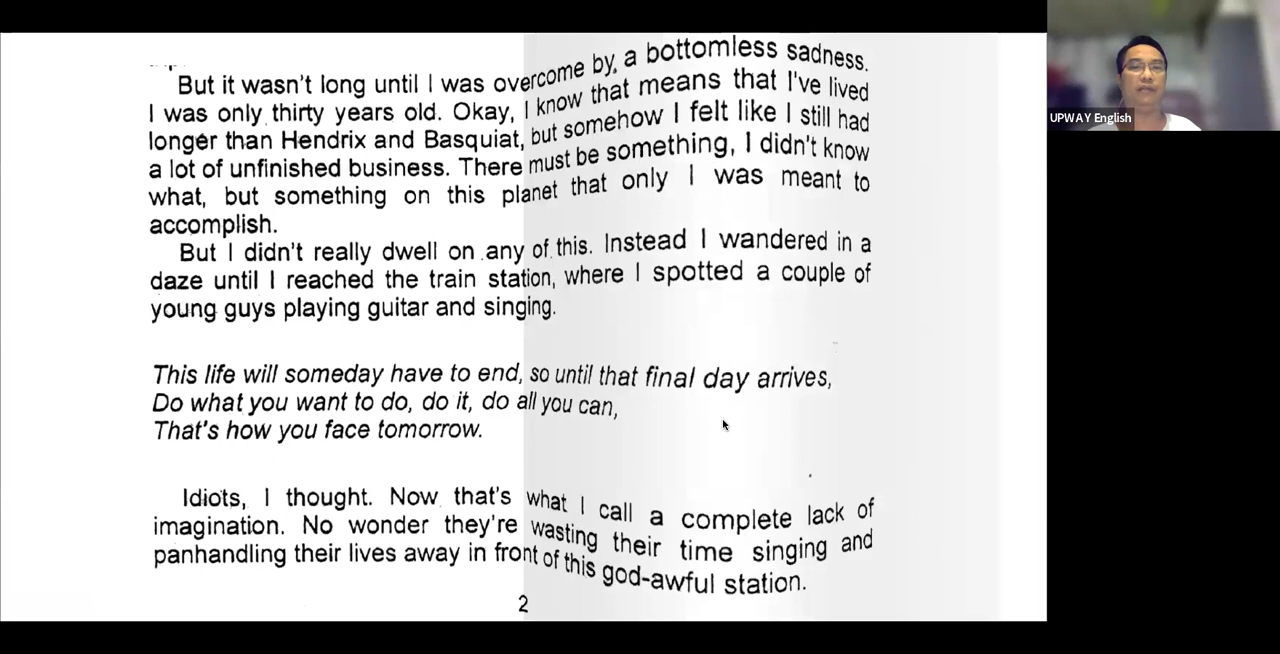 But it wasn't long until I was overcome by, a bottomless sadness.
I was only thirty years old. Okay, I know that means that I've lived
longer than Hendrix and Basquiat, but somehow I felt like I still had
a lot of unfinished business. There must be something, I didn't know
what, but something on this planet that only I was meant to
accomplish.
But I didn't really dwell on any of this. Instead I wandered in a
daze until I reached the train station, where I spotted a couple of
young guys playing guitar and singing.
This life will someday have to end, so until that final day arrives,
Do what you want to do, do it, do all you can,
That's how you face tomorrow.
Idiots, I thought. Now that's what I call a complete lack of
imagination. No wonder they're wasting their time singing and
panhandling their lives away in front of this god-awful station.
2
UPWAY English